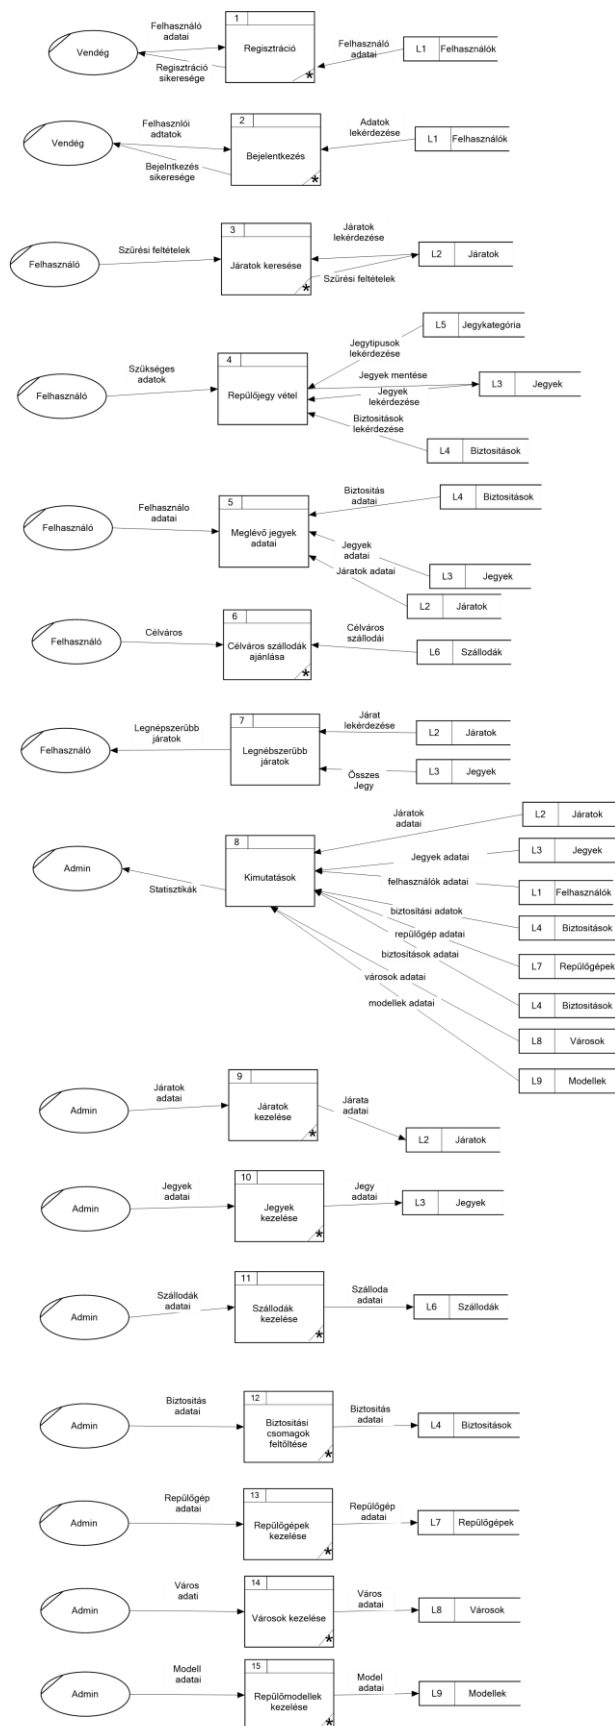 1
Felhasználó
adatai
Vendég
Regisztráció
Felhasználó
adatai
L1 Felhasználók
Regisztráció
sikeresége
*
2
Felhasznlói
adtatok
Vendég
Bejelentkezés
Adatok
lekérdezése
L1 Felhasználók
Bejelntkezés
sikeresége
*
3
Szűrési feltételek
Felhasználó
Járatok keresése
Járatok
lekérdezése
L2 Járatok
Szűrési feltételek
*
L5 Jegykategória
4
Szükséges
adatok
Felhasználó
Repülőjegy vétel
Jegytipusok
lekérdezése
Jegyek mentése
L3 Jegyek
Jegyek
lekérdezése
Biztositások
lekérdezése
L4 Biztositások
5
Felhasználo
adatai
Felhasználó
Meglévő jegyek
adatai
Biztositás
adatai
L4 Biztositások
Jegyek
adatai
L3 Jegyek
Járatok adatai
L2 Járatok
6
Célváros
Felhasználó
Célváros szállodák
ajánlása
Célváros
szállodái
L6 Szállodák
*
7
Legnépszerübb
járatok
Felhasználó
Legnébszerűbb
járatok
Járat
lekérdezése
L2 Járatok
Összes
Jegy
L3 Jegyek
8
Admin
Statisztikák
Kimutatások
Járatok
adatai
L2 Járatok
Jegyek adatai
L3 Jegyek
felhasználók adatai
L1 Felhasználók
biztosítási adatok
L4 Biztositások
repülőgép adatai
L7 Repülőgépek
biztosítások adatai
L4 Biztositások
városok adatai
L8 Városok
modellek adatai
L9 Modellek
9
Járatok
adatai
Admin
Járatok
kezelése
Járata
adatai
L2 Járatok
*
10
Jegyek
adatai
Admin
Jegyek
kezelése
Jegy
adatai
L3 Jegyek
*
11
Szállodák
adatai
Admin
Szállodák
kezelése
Szálloda
adatai
L6 Szállodák
*
12
Biztositás
adatai
Admin
Biztositási
csomagok
feltöltése
Biztositás
adatai
L4 Biztositások
*
13
Repülőgép
adatai
Admin
Repülőgépek
kezelése
Repülőgép
adatai
L7 Repülőgépek
*
14
Város
adati
Admin
Városok kezelése
Város
adatai
L8 Városok
*
15
Modell
adatai
Admin
Repülőmodellek
kezelése
Model
adatai
L9 Modellek
*